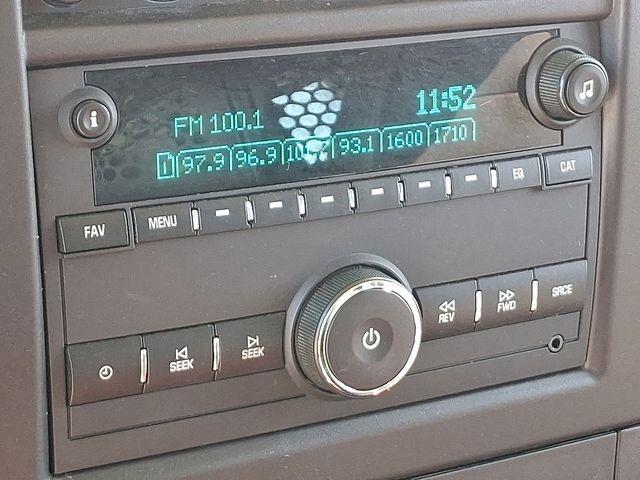 FM 100.1 11:52
1 97.9 96.9 93.1 1600 1710
i
FAV MENU EQ CAT
REV FWD SRCE
SEEK SEEK